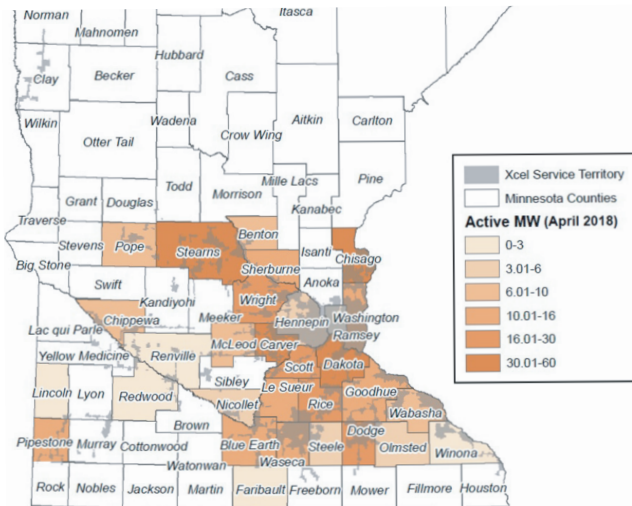 Norman
Mahnomen
Itasca
Hubbard
Clay
Becker
Cass
Wilkin
Wadena
Crow Wing
Aitkin
Carlton
Otter Tail
Todd
Morrison
Mille Lacs
Pine
Kanabec
Grant
Douglas
Traverse
Stevens
Pope
Stearns
Benton
Isanti
Chisago
Big Stone
Sherburne
Anoka
Swift
Kandiyohi
Wright
Meeker
Hennepin
Washington
Ramsey
Lac qui Parle
Chippewa
McLeod
Carver
Yellow Medicine
Renville
Scott
Dakota
Sibley
Lincoln
Lyon
Redwood
Nicollet
Le Sueur
Rice
Goodhue
Wabasha
Brown
Pipestone
Murray
Cottonwood
Watonwan
Blue Earth
Waseca
Steele
Dodge
Olmsted
Winona
Rock
Nobles
Jackson
Martin
Faribault
Freeborn
Mower
Fillmore
Houston
Xcel Service Territory
Minnesota Counties
Active MW (April 2018)
0-3
3.01-6
6.01-10
10.01-16
16.01-30
30.01-60